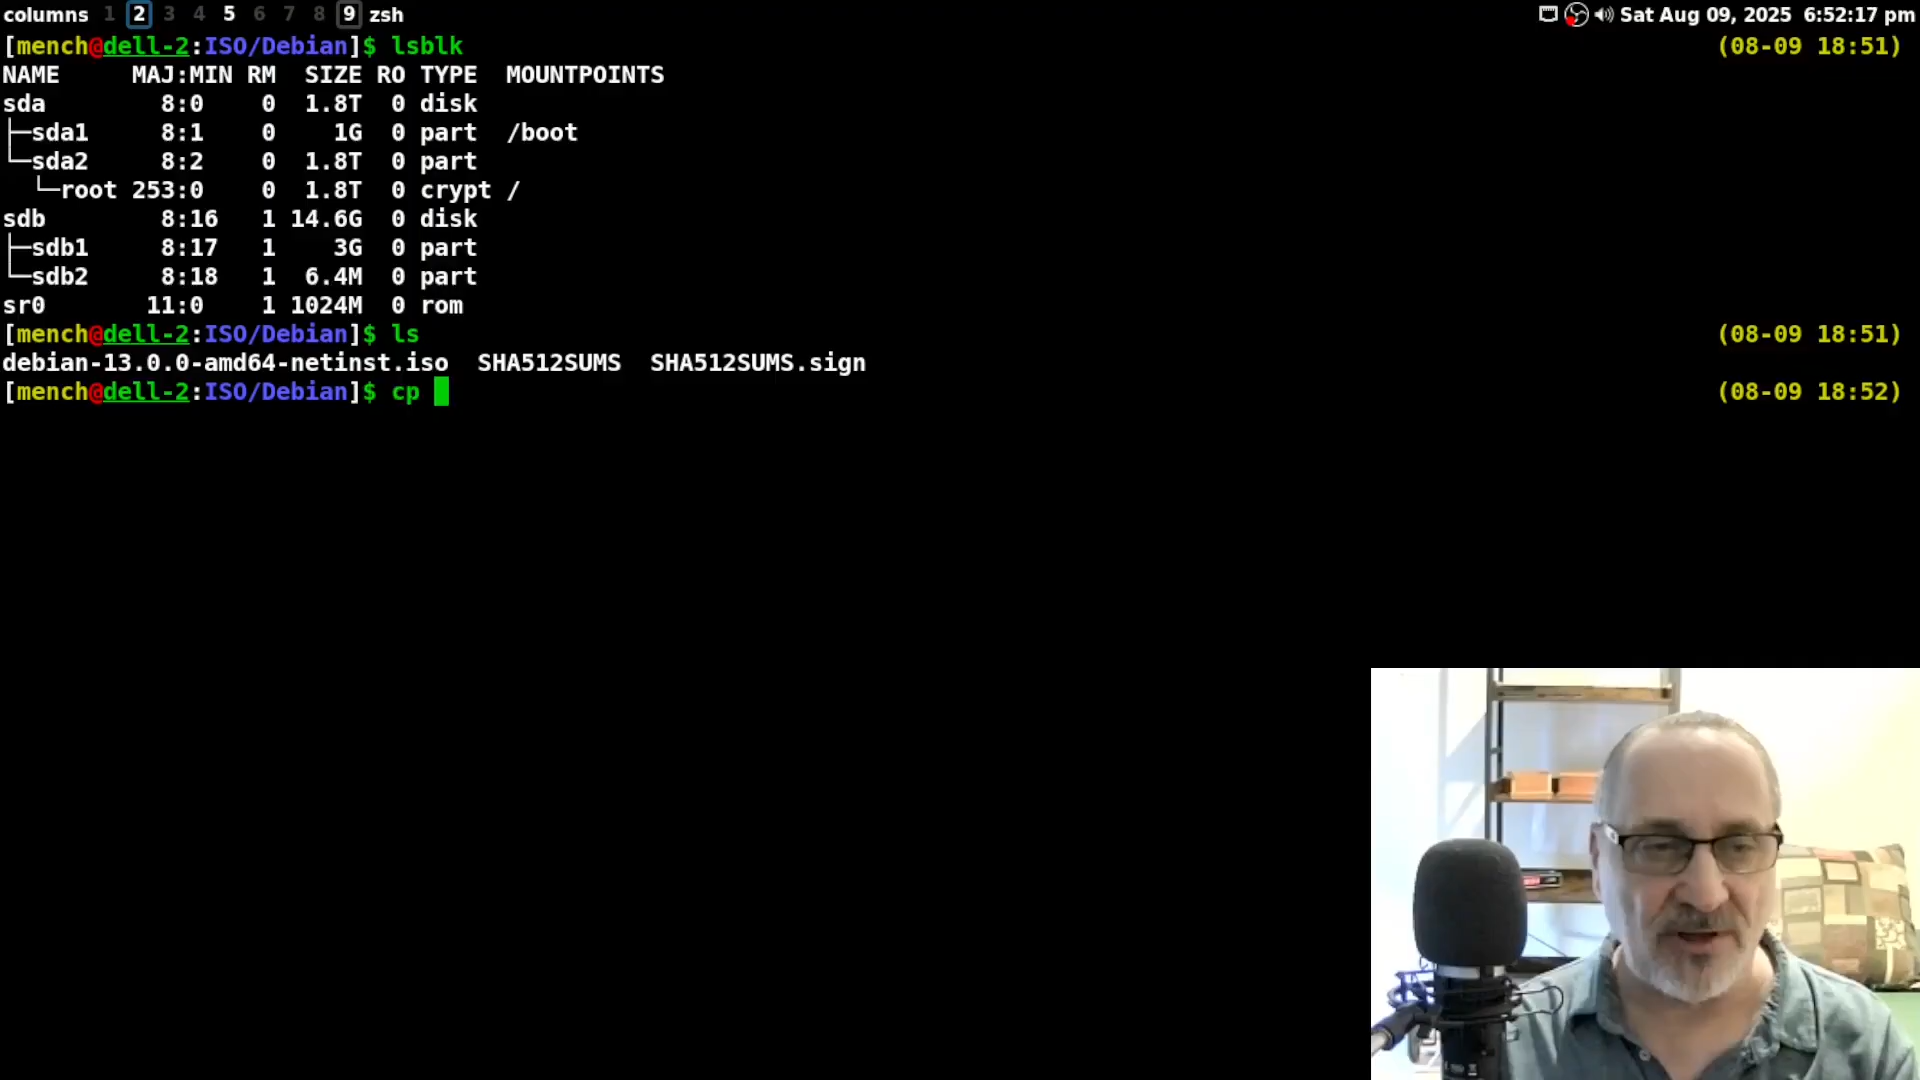 columns 1 2 3 4 5 6 7 8 9 zsh Sat Aug 09, 2025 6:52:17 pm
[mench@dell-2:ISO/Debian]$ lsblk (08-09 18:51)
NAME MAJ:MIN RM SIZE RO TYPE MOUNTPOINTS
sda 8:0 0 1.8T 0 disk
├─sda1 8:1 0 1G 0 part /boot
└─sda2 8:2 0 1.8T 0 part
└─root 253:0 0 1.8T 0 crypt /
sdb 8:16 1 14.6G 0 disk
├─sdb1 8:17 1 3G 0 part
└─sdb2 8:18 1 6.4M 0 part
sr0 11:0 1 1024M 0 rom
[mench@dell-2:ISO/Debian]$ ls (08-09 18:51)
debian-13.0.0-amd64-netinst.iso SHA512SUMS SHA512SUMS.sign
[mench@dell-2:ISO/Debian]$ cp (08-09 18:52)